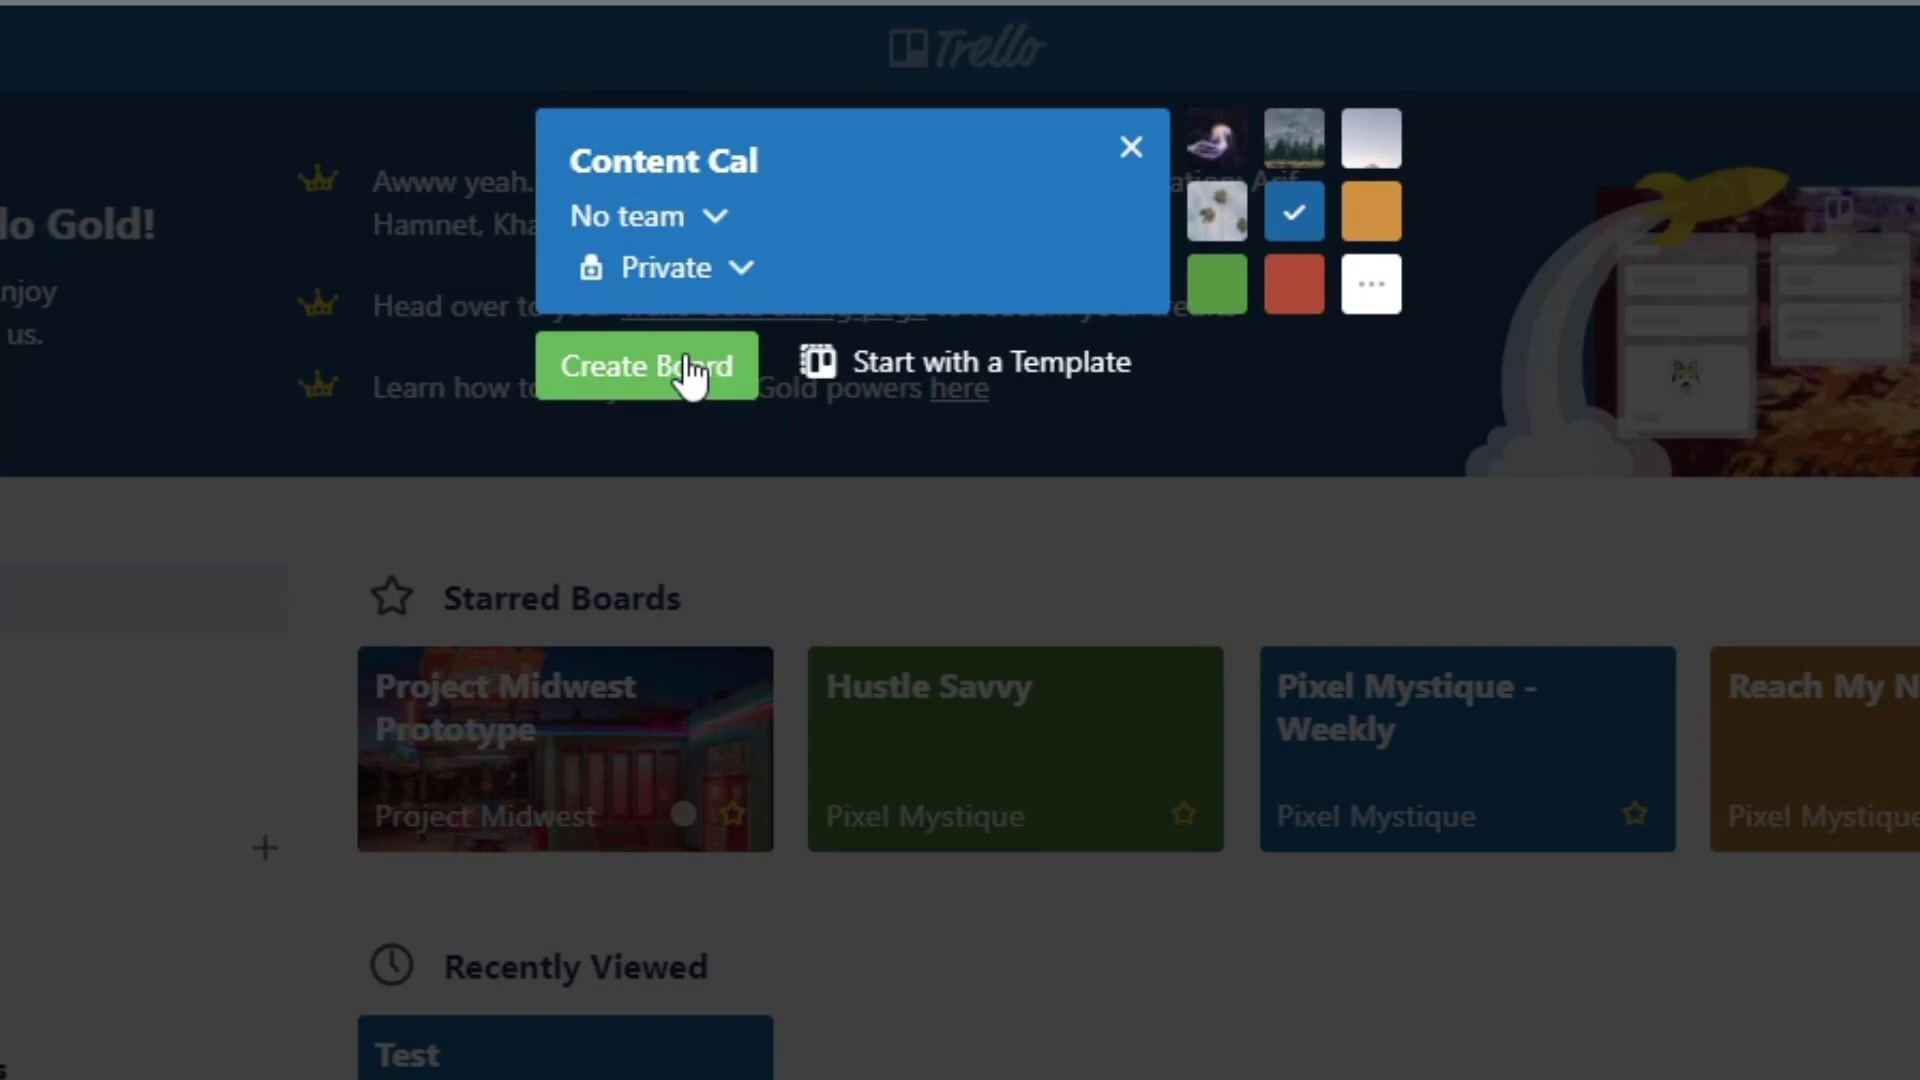 Trello
Content Cal
No team
Private
Create Board
Start with a Template
lo Gold!
njoy
us.
Awww yeah.
Hamnet,
Head over to
Learn how to
Gold powers here
Starred Boards
Project Midwest
Prototype
Project Midwest
Hustle Savvy
Pixel Mystique
Pixel Mystique -
Weekly
Pixel Mystique
Reach My N
Pixel Mystique
Recently Viewed
Test